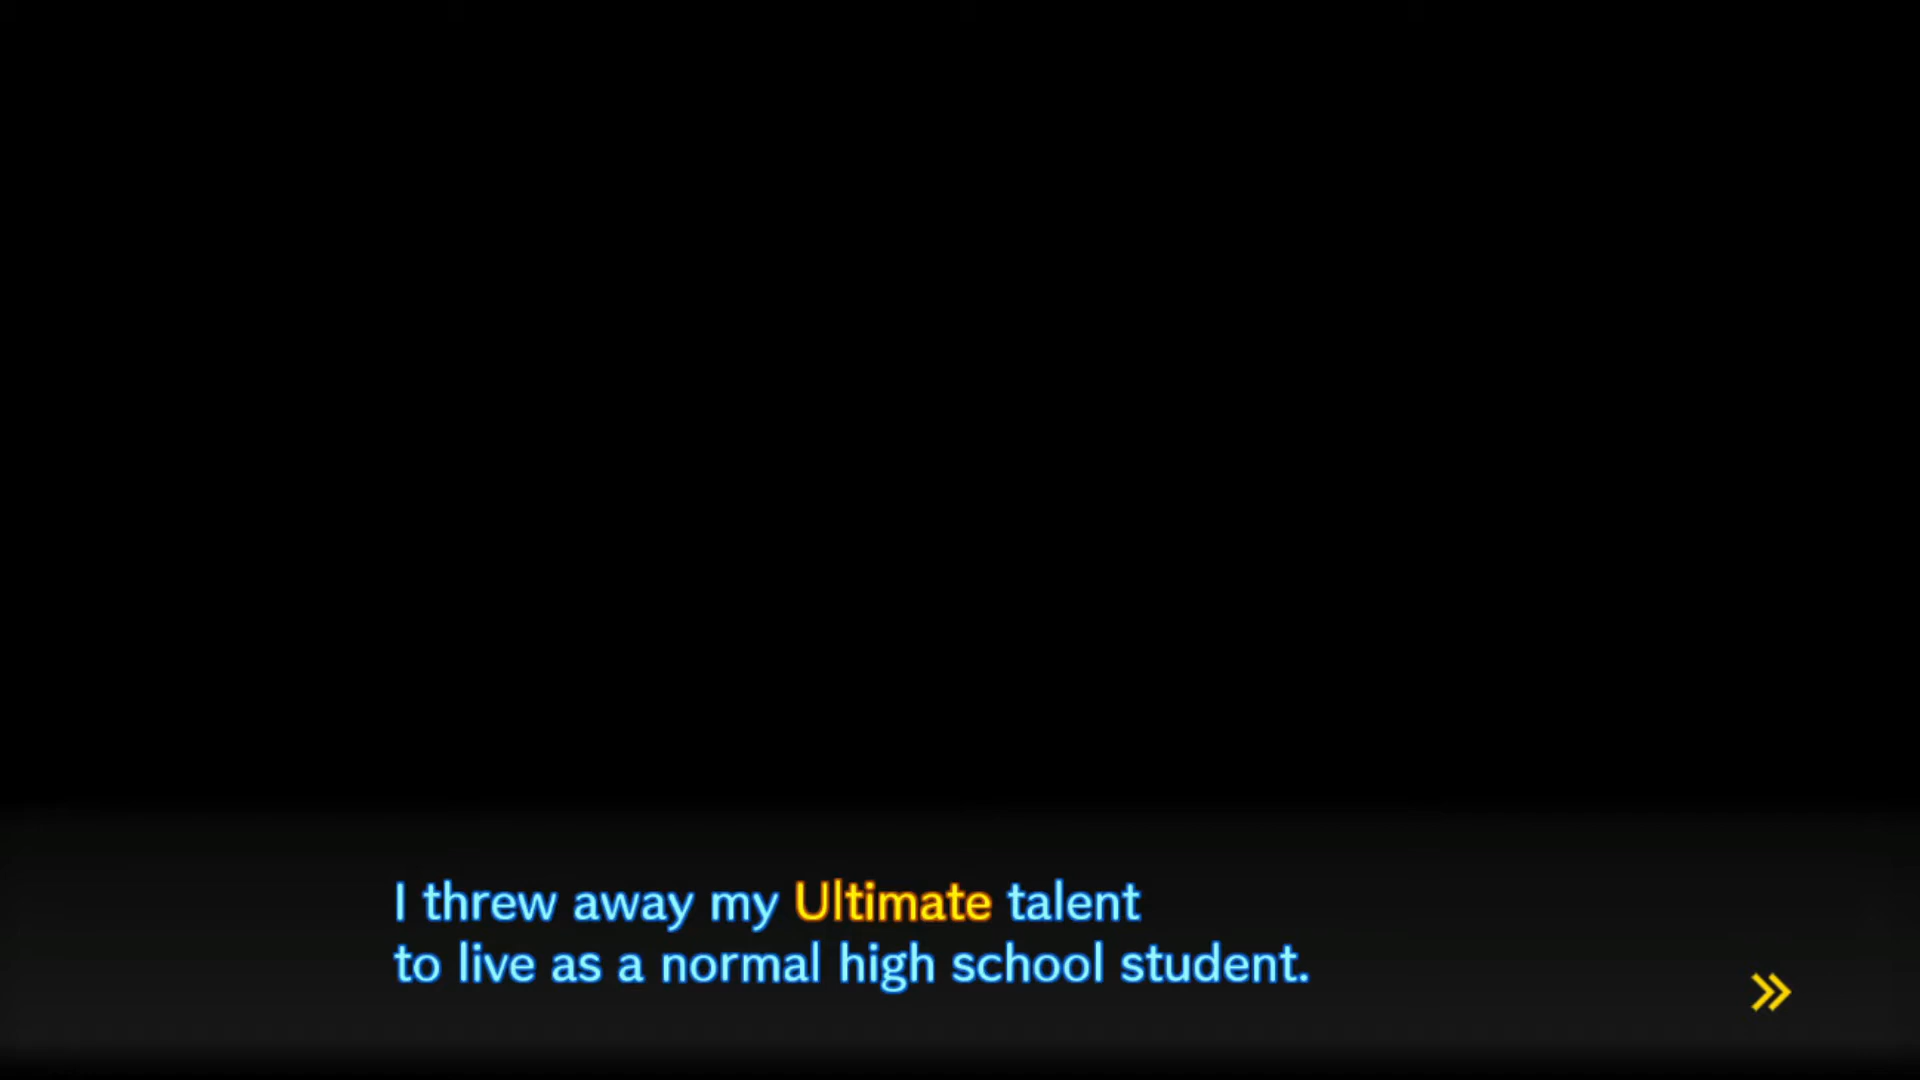 I threw away my Ultimate talent
to live as a normal high school student.